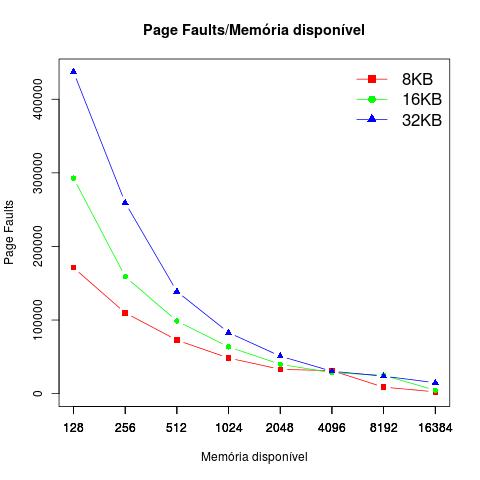 Page Faults/Memória disponível
8KB
16KB
32KB
Page Faults
400000
300000
200000
100000
0
128 256 512 1024 2048 4096 8192 16384
Memória disponível